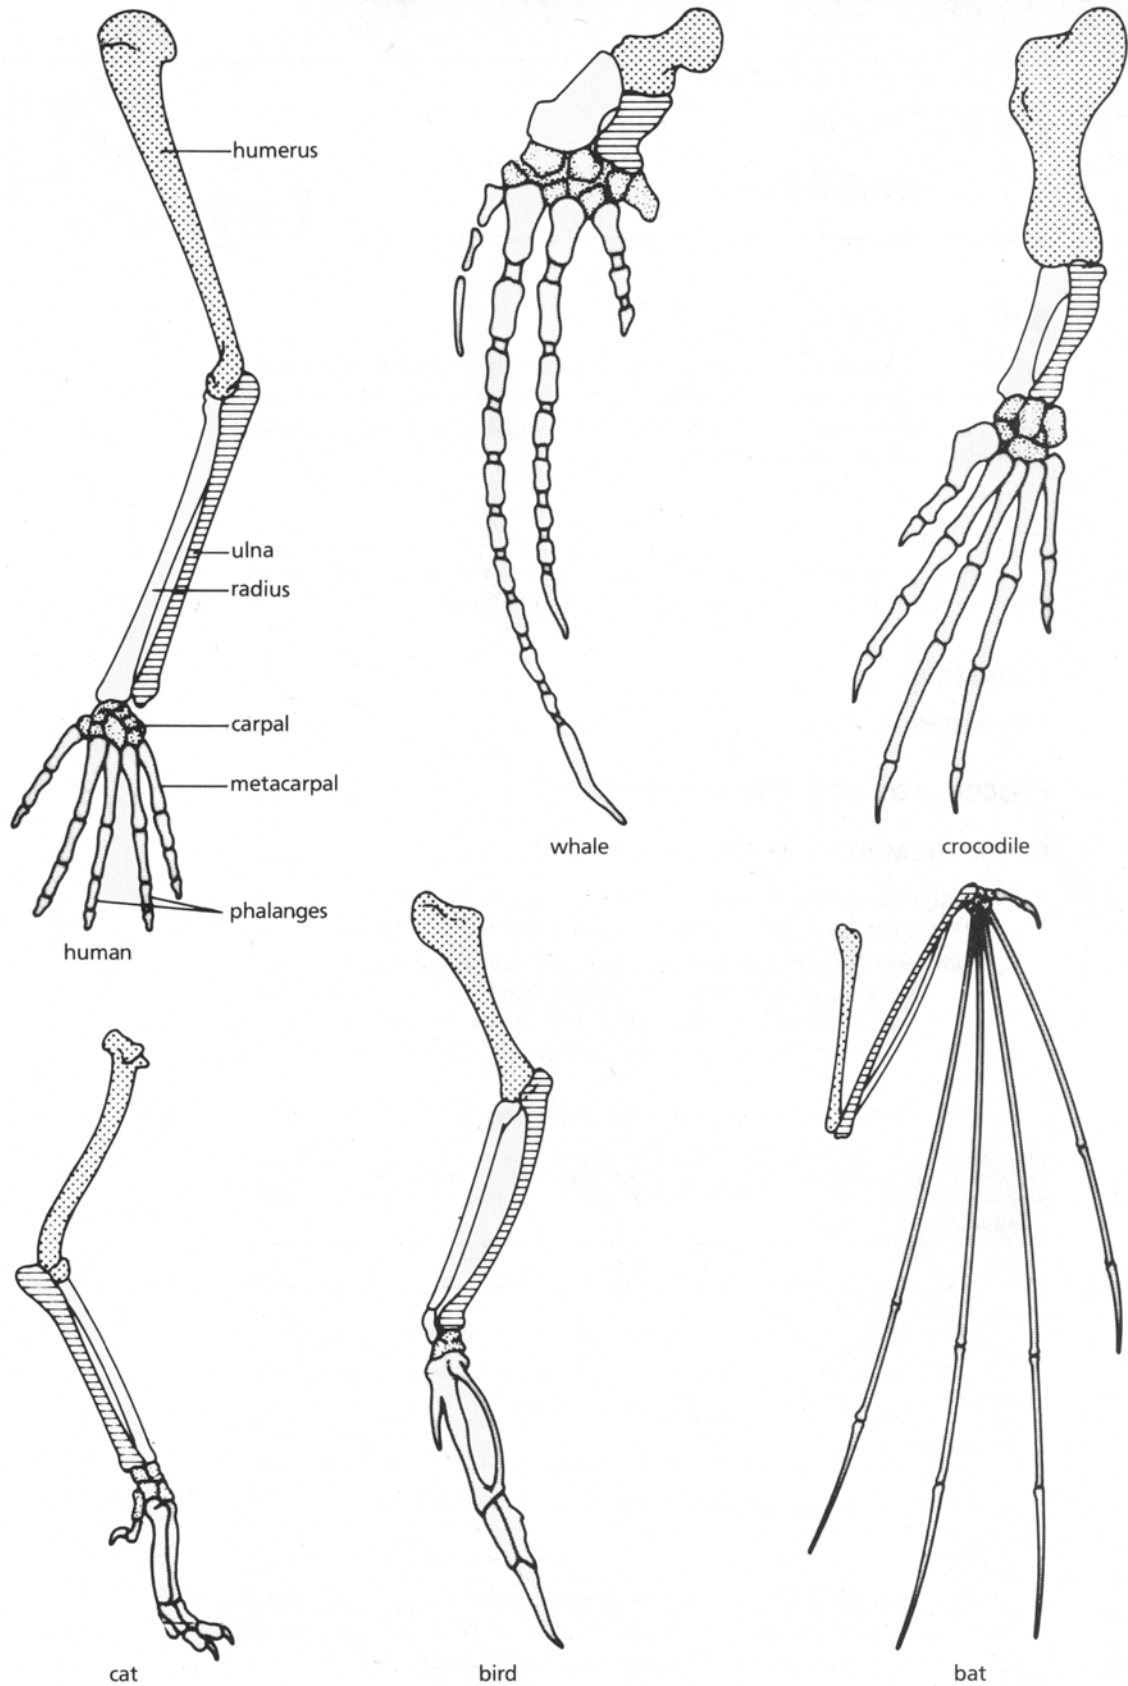 humerus
ulna
radius
carpal
metacarpal
phalanges
human
whale
crocodile
cat
bird
bat